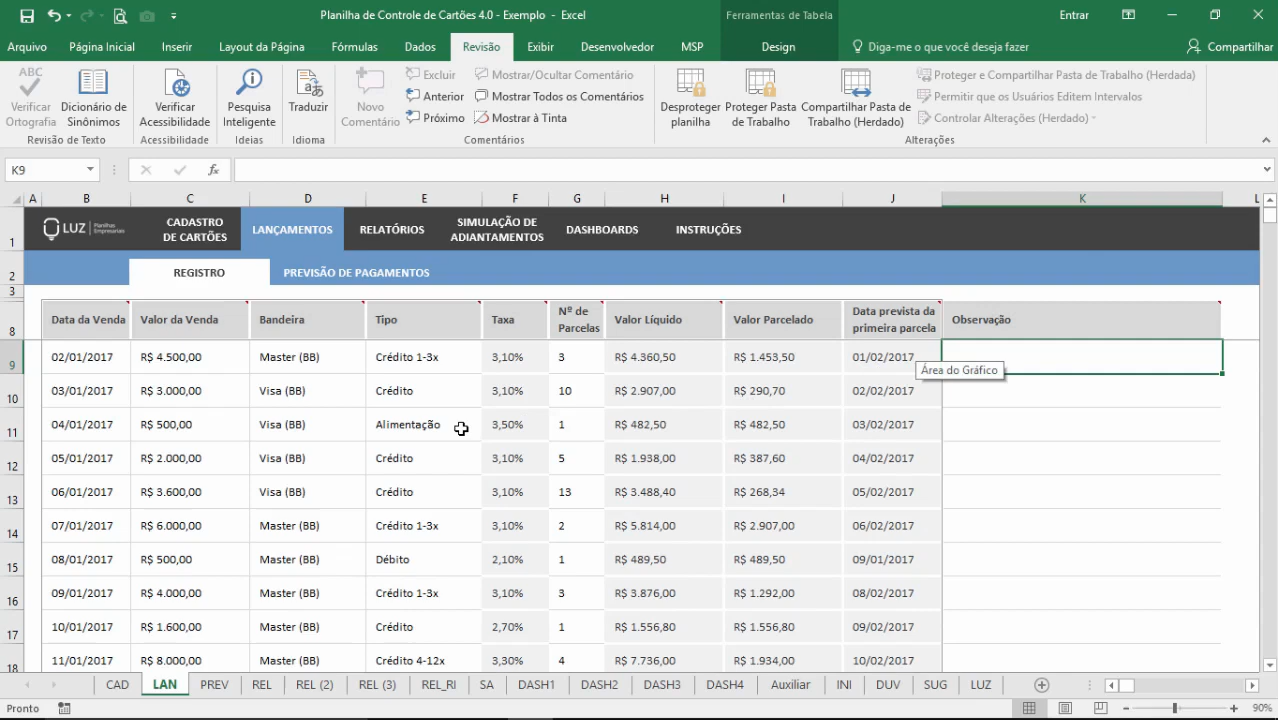 Planilha de Controle de Cartões 4.0 - Exemplo - Excel
Ferramentas de Tabela
Entrar
Arquivo Página Inicial Inserir Layout da Página Fórmulas Dados Revisão Exibir Desenvolvedor MSP Design Diga-me o que você deseja fazer Compartilhar
ABC
Verificar Ortografia
Dicionário de Sinônimos
Verificar Acessibilidade
Pesquisa Inteligente
Traduzir
Novo Comentário
Excluir
Anterior
Próximo
Mostrar/Ocultar Comentário
Mostrar Todos os Comentários
Mostrar à Tinta
Desproteger planilha
Proteger Pasta de Trabalho
Compartilhar Pasta de Trabalho (Herdado)
Proteger e Compartilhar Pasta de Trabalho (Herdada)
Permitir que os Usuários Editem Intervalos
Controlar Alterações (Herdado)
Revisão de Texto Acessibilidade Ideias Idioma Comentários Alterações
K9 fx
A B C D E F G H I J K L
1 LUZ Planilhas Empresariais CADASTRO DE CARTÕES LANÇAMENTOS RELATÓRIOS SIMULAÇÃO DE ADIANTAMENTOS DASHBOARDS INSTRUÇÕES
2 REGISTRO PREVISÃO DE PAGAMENTOS
3
8 Data da Venda Valor da Venda Bandeira Tipo Taxa Nº de Parcelas Valor Líquido Valor Parcelado Data prevista da primeira parcela Observação
9 02/01/2017 R$ 4.500,00 Master (BB) Crédito 1-3x 3,10% 3 R$ 4.360,50 R$ 1.453,50 01/02/2017
Área do Gráfico
10 03/01/2017 R$ 3.000,00 Visa (BB) Crédito 3,10% 10 R$ 2.907,00 R$ 290,70 02/02/2017
11 04/01/2017 R$ 500,00 Visa (BB) Alimentação 3,50% 1 R$ 482,50 R$ 482,50 03/02/2017
12 05/01/2017 R$ 2.000,00 Visa (BB) Crédito 3,10% 5 R$ 1.938,00 R$ 387,60 04/02/2017
13 06/01/2017 R$ 3.600,00 Visa (BB) Crédito 3,10% 13 R$ 3.488,40 R$ 268,34 05/02/2017
14 07/01/2017 R$ 6.000,00 Master (BB) Crédito 1-3x 3,10% 2 R$ 5.814,00 R$ 2.907,00 06/02/2017
15 08/01/2017 R$ 500,00 Master (BB) Débito 2,10% 1 R$ 489,50 R$ 489,50 09/01/2017
16 09/01/2017 R$ 4.000,00 Master (BB) Crédito 1-3x 3,10% 3 R$ 3.876,00 R$ 1.292,00 08/02/2017
17 10/01/2017 R$ 1.600,00 Master (BB) Crédito 2,70% 1 R$ 1.556,80 R$ 1.556,80 09/02/2017
18 11/01/2017 R$ 8.000,00 Master (BB) Crédito 4-12x 3,30% 4 R$ 7.736,00 R$ 1.934,00 10/02/2017
CAD LAN PREV REL REL (2) REL (3) REL_RI SA DASH1 DASH2 DASH3 DASH4 Auxiliar INI DUV SUG LUZ
Pronto 90%